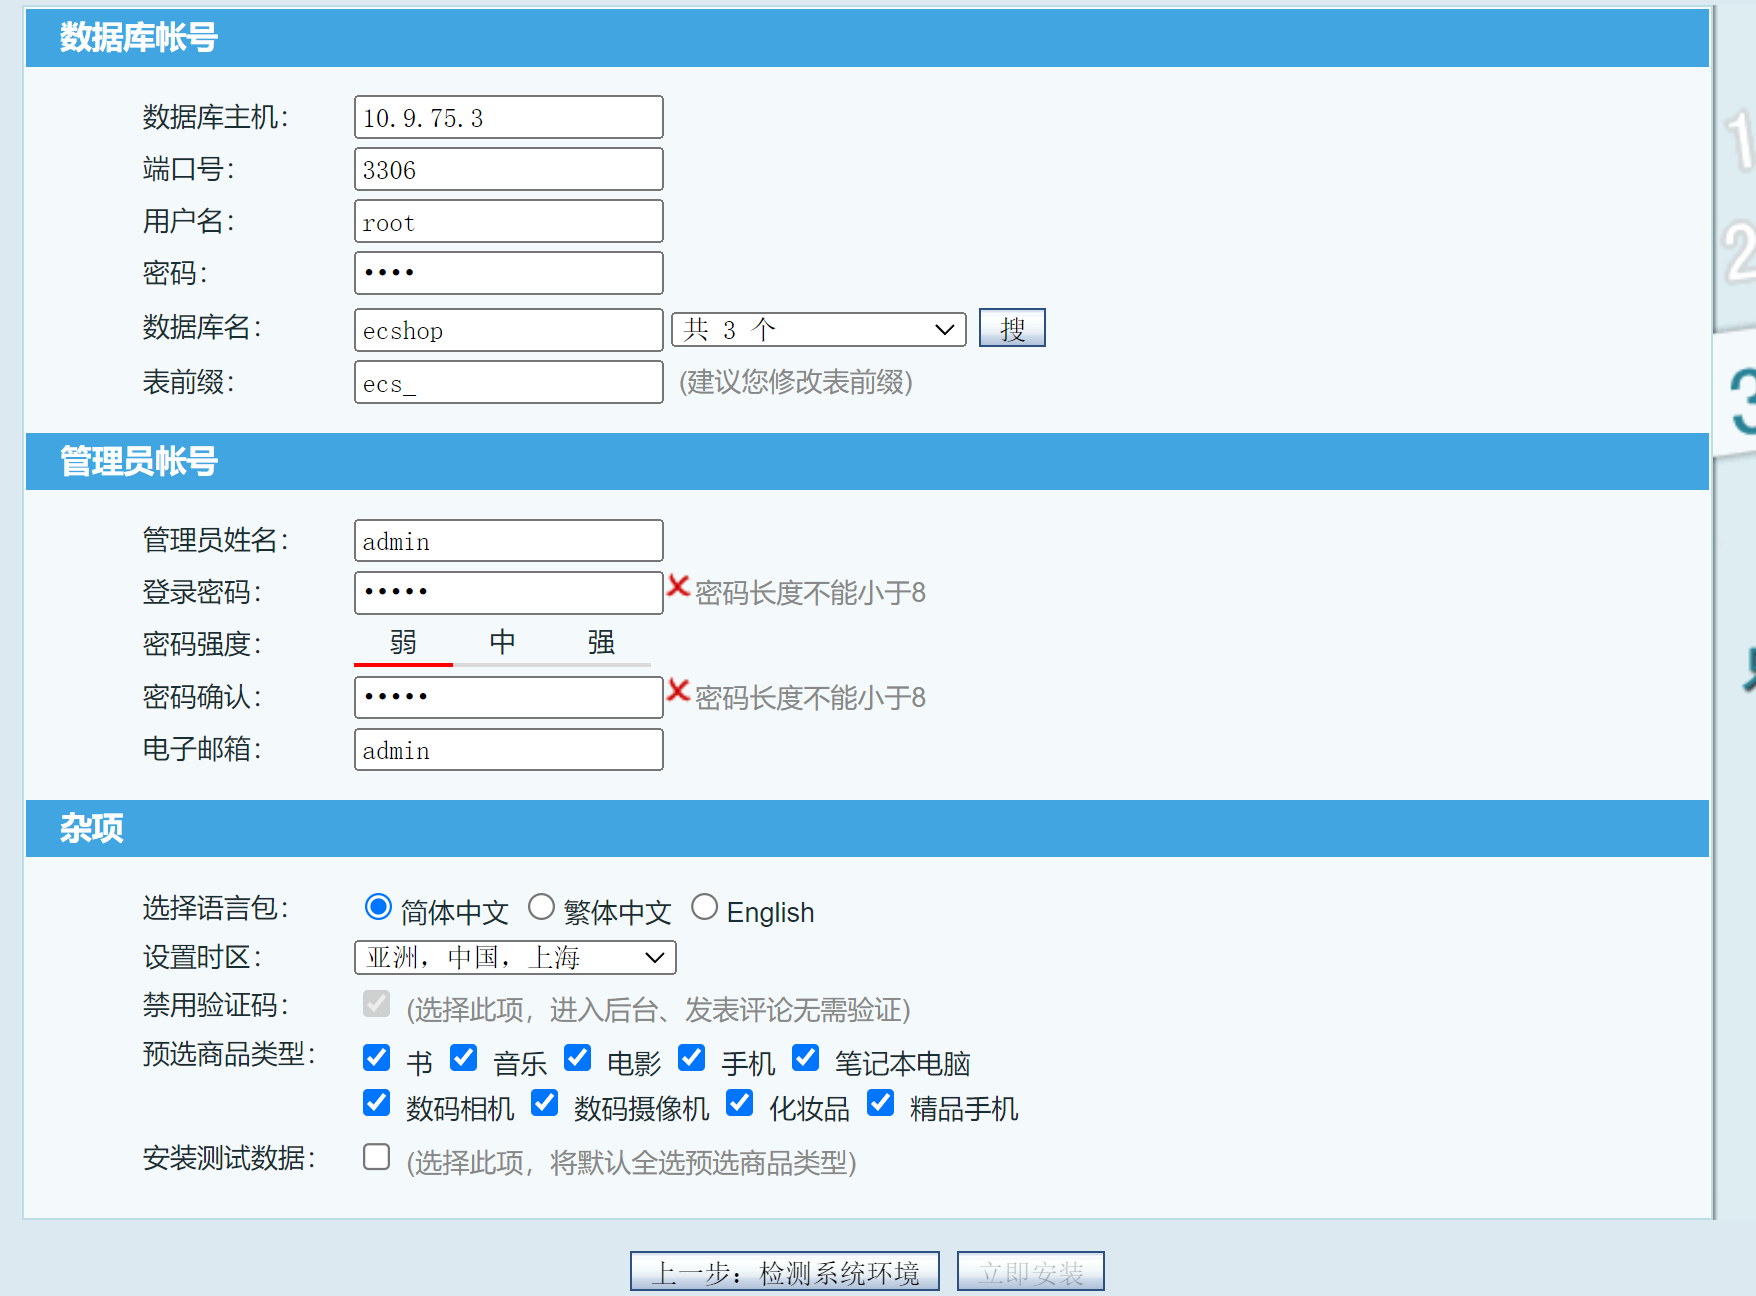 数据库帐号
数据库主机： 10.9.75.3
端口号： 3306
用户名： root
密码： ••••
数据库名： ecshop 共 3 个 搜
表前缀： ecs_ (建议您修改表前缀)
管理员帐号
管理员姓名： admin
登录密码： ••••• 密码长度不能小于8
密码强度： 弱 中 强
密码确认： ••••• 密码长度不能小于8
电子邮箱： admin
杂项
选择语言包： 简体中文 繁体中文 English
设置时区： 亚洲，中国，上海
禁用验证码： (选择此项，进入后台、发表评论无需验证)
预选商品类型： 书 音乐 电影 手机 笔记本电脑
数码相机 数码摄像机 化妆品 精品手机
安装测试数据： (选择此项，将默认全选预选商品类型)
上一步：检测系统环境 立即安装
1
2
3